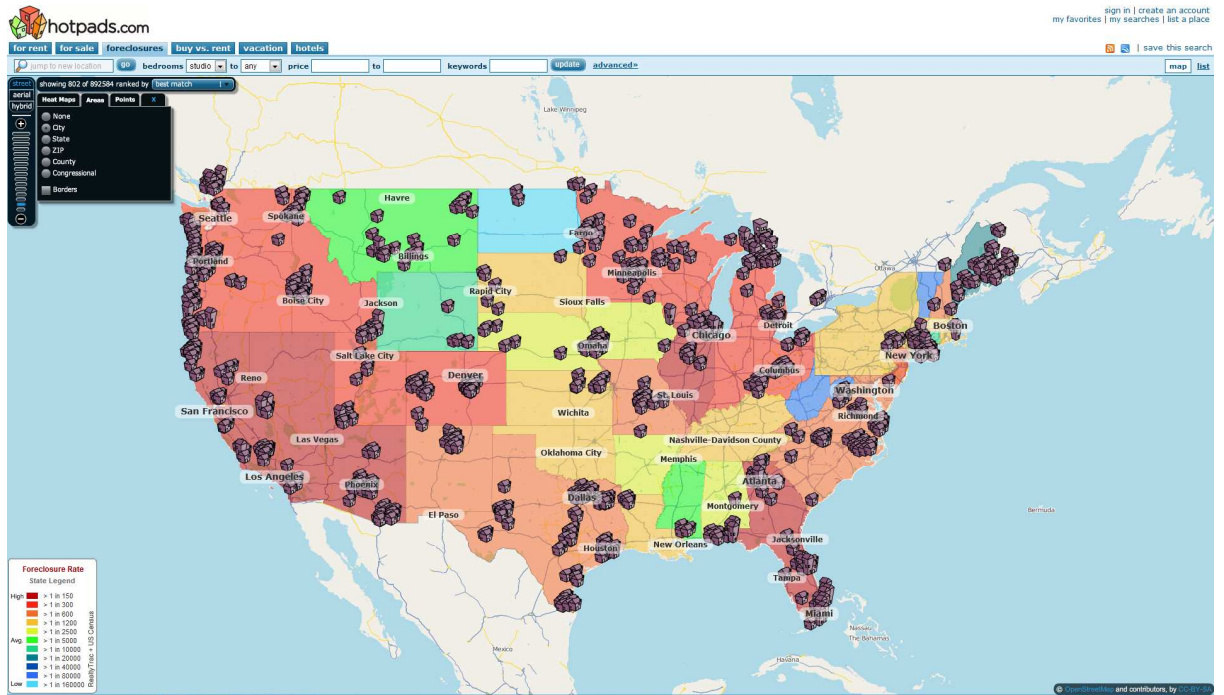 hotpads.com
sign in | create an account
my favorites | my searches | list a place
for rent for sale foreclosures buy vs. rent vacation hotels
| save this search
jump to new location go bedrooms studio to any price to keywords update advanced» map list
street
aerial
hybrid
showing 802 of 892584 ranked by best match
Heat Maps Areas Points X
None
City
State
ZIP
County
Congressional
Borders
Lake Winnipeg
Havre
Seattle
Spokane
Fargo
Billings
Portland
Ottawa
Minneapolis
Boise City
Jackson
Rapid City
Sioux Falls
Detroit
Boston
Chicago
Omaha
Salt Lake City
New York
Reno
Denver
Columbus
Washington
St. Louis
San Francisco
Wichita
Richmond
Las Vegas
Nashville-Davidson County
Oklahoma City
Memphis
Los Angeles
Phoenix
Atlanta
Dallas
Montgomery
El Paso
Bermuda
Houston
New Orleans
Jacksonville
Tampa
Miami
Nassau
The Bahamas
Mexico
Havana
Foreclosure Rate
State Legend
High > 1 in 150
> 1 in 300
> 1 in 600
> 1 in 1200
> 1 in 2500
Avg. > 1 in 5000
> 1 in 10000
> 1 in 20000
> 1 in 40000
> 1 in 80000
Low > 1 in 160000
RealtyTrac + US Census
© OpenStreetMap and contributors, by CC-BY-SA